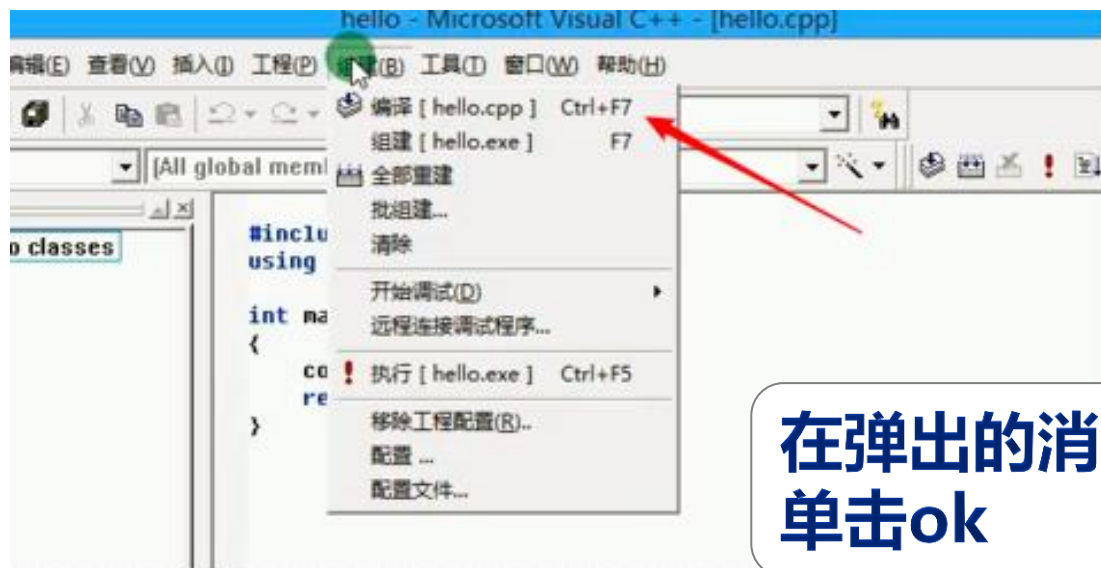 hello - Microsoft Visual C++ - [hello.cpp]
编辑(E) 查看(V) 插入(I) 工程(P) 组建(B) 工具(T) 窗口(W) 帮助(H)
[All global mem
编译 [ hello.cpp ] Ctrl+F7
组建 [ hello.exe ] F7
全部重建
批组建...
清除
开始调试(D)
远程连接调试程序...
执行 [ hello.exe ] Ctrl+F5
移除工程配置(R)..
配置 ...
配置文件...
o classes
#inclu
using
int ma
{
co
re
}
在弹出的消
单击ok